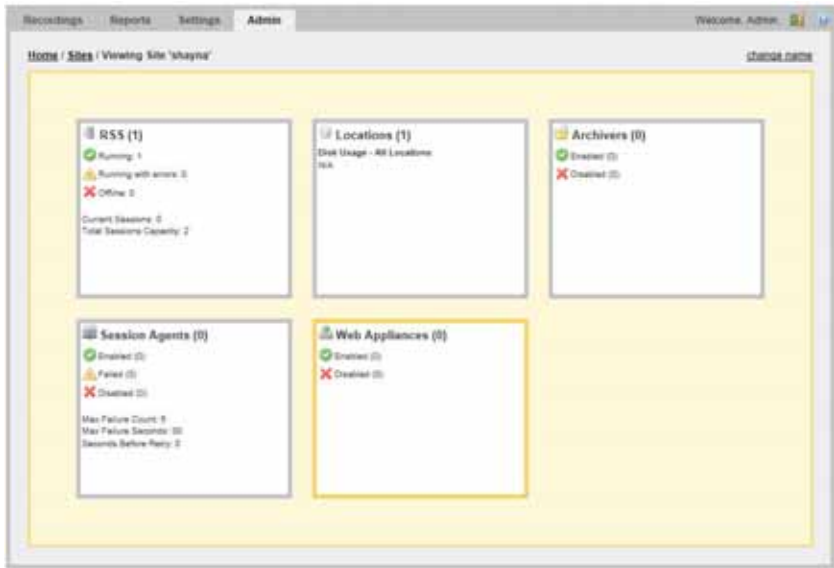 Recordings Reports Settings Admin Welcome, Admin.
Home / Sites / Viewing Site 'shayna' change name
RSS (1)
Running: 1
Running with errors: 0
Offline: 0
Current Sessions: 0
Total Sessions Capacity: 2
Locations (1)
Disk Usage - All Locations
N/A
Archivers (0)
Enabled (0)
Disabled (0)
Session Agents (0)
Enabled (0)
Failed (0)
Disabled (0)
Max Failure Count: 5
Max Failure Seconds: 30
Seconds Before Retry: 0
Web Appliances (0)
Enabled (0)
Disabled (0)